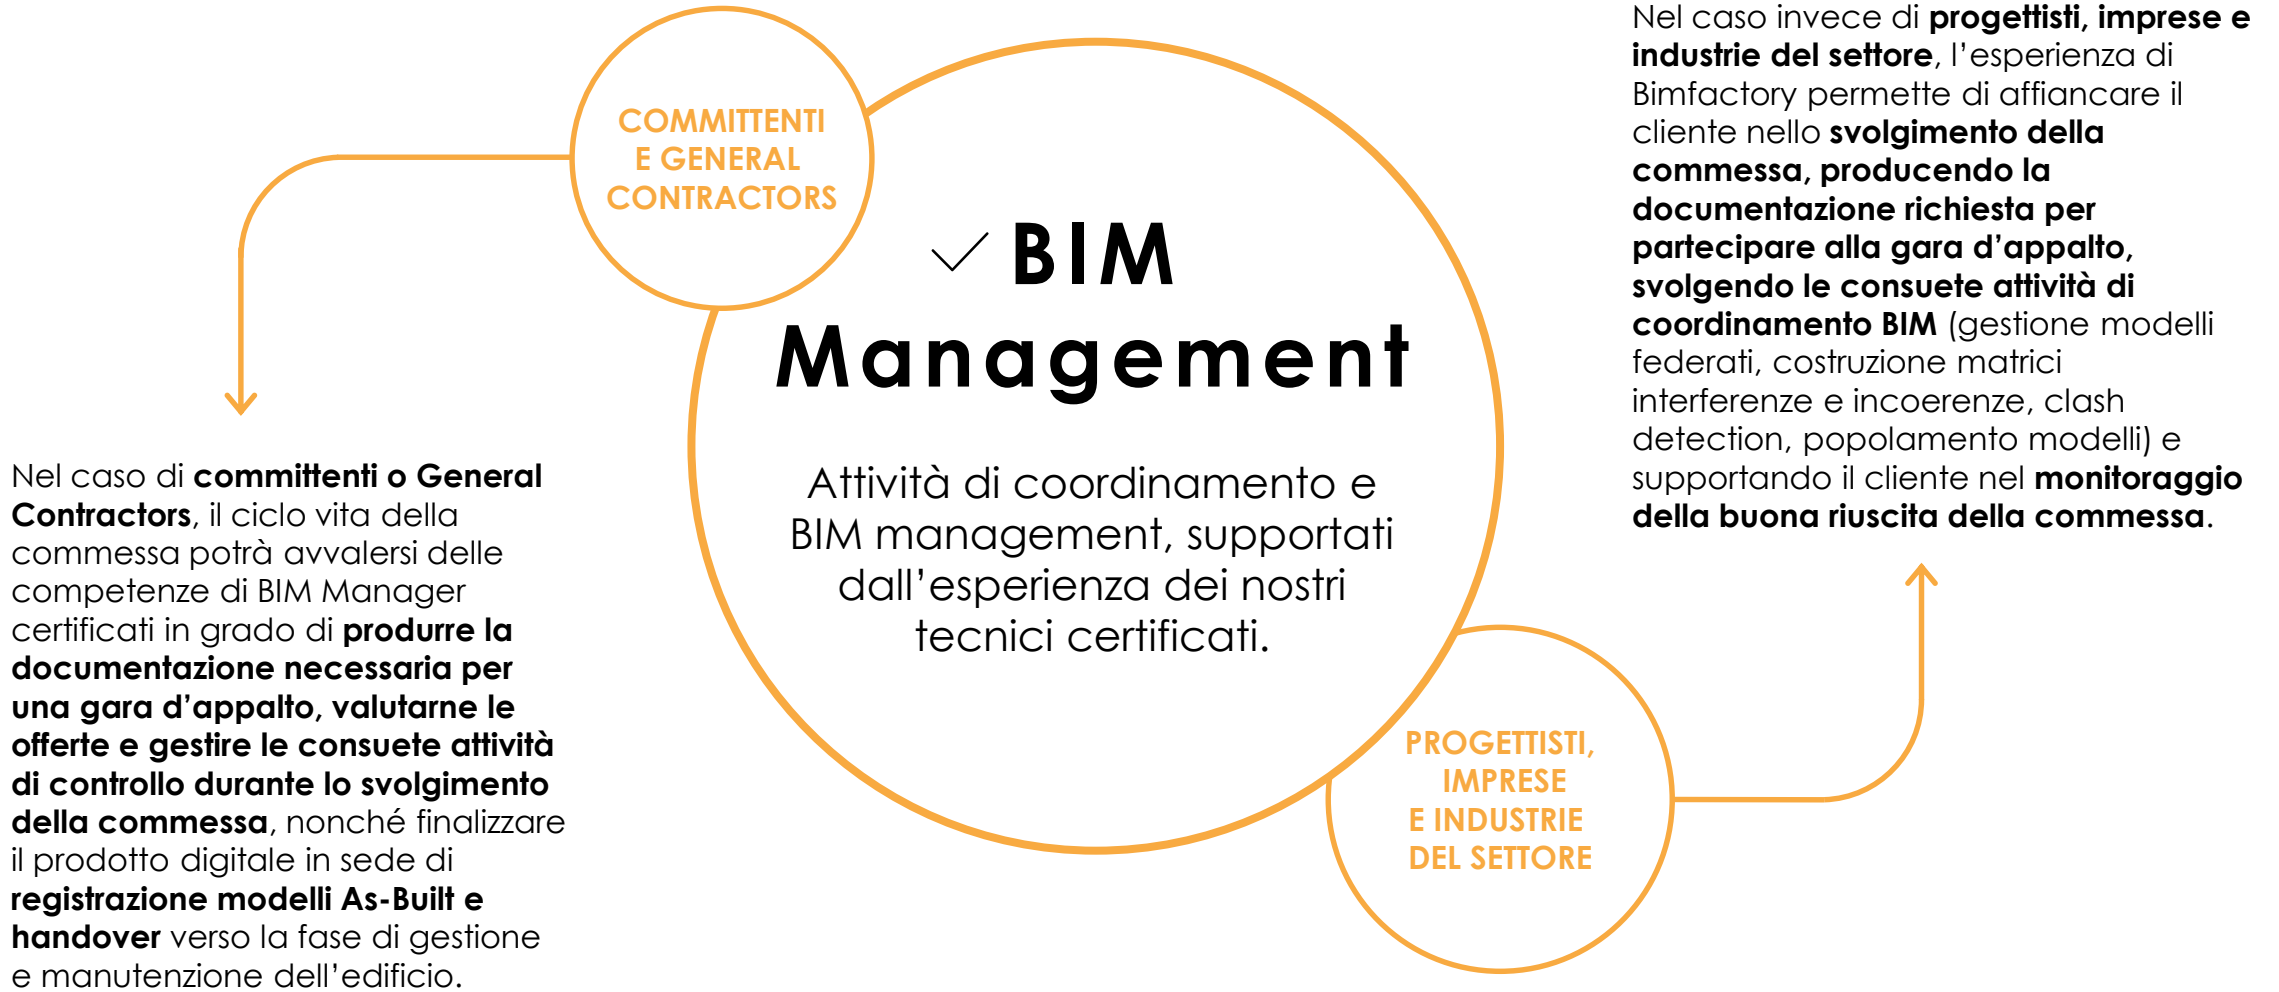 COMMITTENTI
E GENERAL
CONTRACTORS
Nel caso di committenti o General
Contractors, il ciclo vita della
commessa potrà avvalersi delle
competenze di BIM Manager
certificati in grado di produrre la
documentazione necessaria per
una gara d’appalto, valutarne le
offerte e gestire le consuete attività
di controllo durante lo svolgimento
della commessa, nonché finalizzare
il prodotto digitale in sede di
registrazione modelli As-Built e
handover verso la fase di gestione
e manutenzione dell’edificio.
BIM
Management
Attività di coordinamento e
BIM management, supportati
dall’esperienza dei nostri
tecnici certificati.
PROGETTISTI,
IMPRESE
E INDUSTRIE
DEL SETTORE
Nel caso invece di progettisti, imprese e
industrie del settore, l’esperienza di
Bimfactory permette di affiancare il
cliente nello svolgimento della
commessa, producendo la
documentazione richiesta per
partecipare alla gara d’appalto,
svolgendo le consuete attività di
coordinamento BIM (gestione modelli
federati, costruzione matrici
interferenze e incoerenze, clash
detection, popolamento modelli) e
supportando il cliente nel monitoraggio
della buona riuscita della commessa.